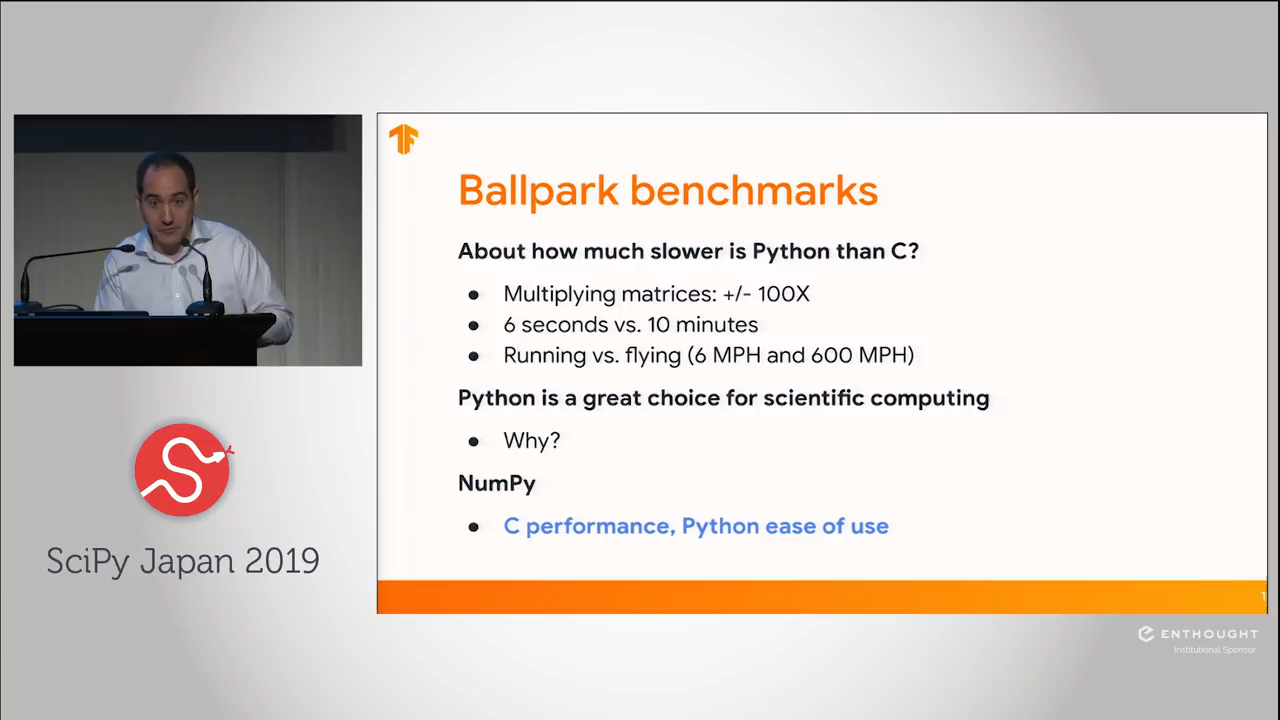 Ballpark benchmarks
About how much slower is Python than C?
● Multiplying matrices: +/- 100X
● 6 seconds vs. 10 minutes
● Running vs. flying (6 MPH and 600 MPH)
Python is a great choice for scientific computing
● Why?
NumPy
● C performance, Python ease of use
SciPy Japan 2019
ENTHOUGHT
Institutional Sponsor